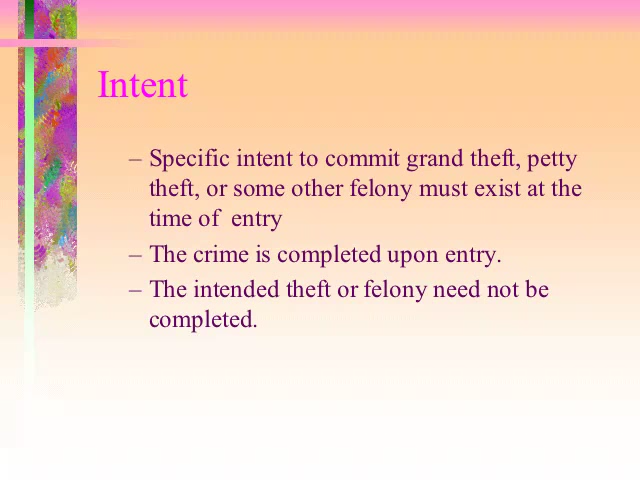 Intent
– Specific intent to commit grand theft, petty
theft, or some other felony must exist at the
time of  entry
– The crime is completed upon entry.
– The intended theft or felony need not be
completed.